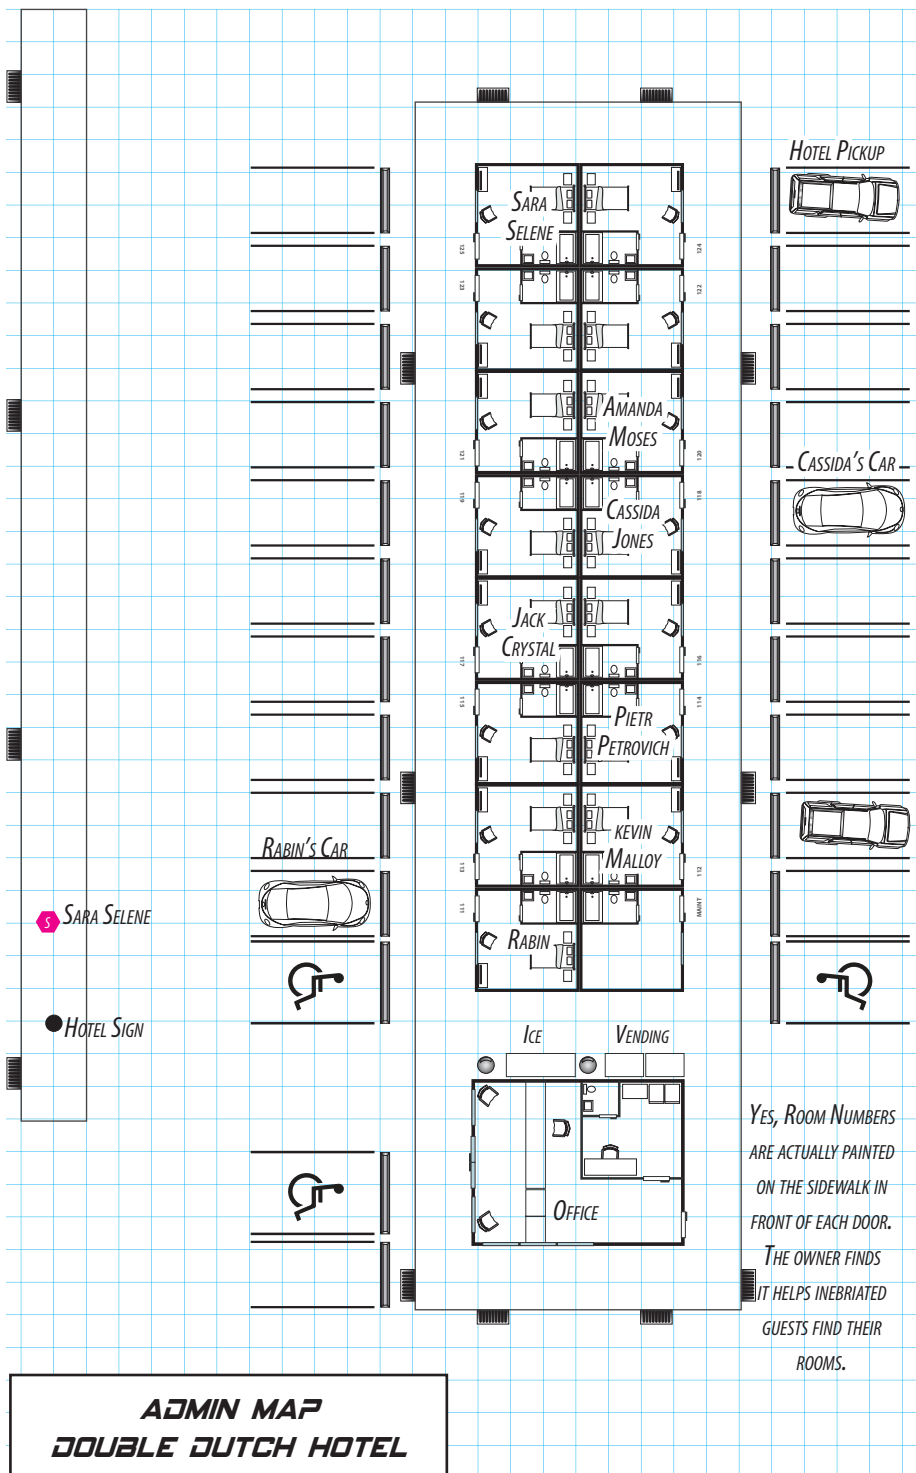 Hotel Pickup
Sara
Selene
125
124
123
122
Amanda
Moses
121
120
Cassida's Car
119
118
Cassida
Jones
Jack
Crystal
117
116
115
114
Pietr
Petrovich
kevin
Malloy
Rabin's Car
113
112
111
MAINT
S
Sara Selene
Rabin
Hotel Sign
Ice
Vending
Office
Yes, Room Numbers
are actually painted
on the sidewalk in
front of each door.
The owner finds
it helps inebriated
guests find their
rooms.
ADMIN MAP
DOUBLE DUTCH HOTEL